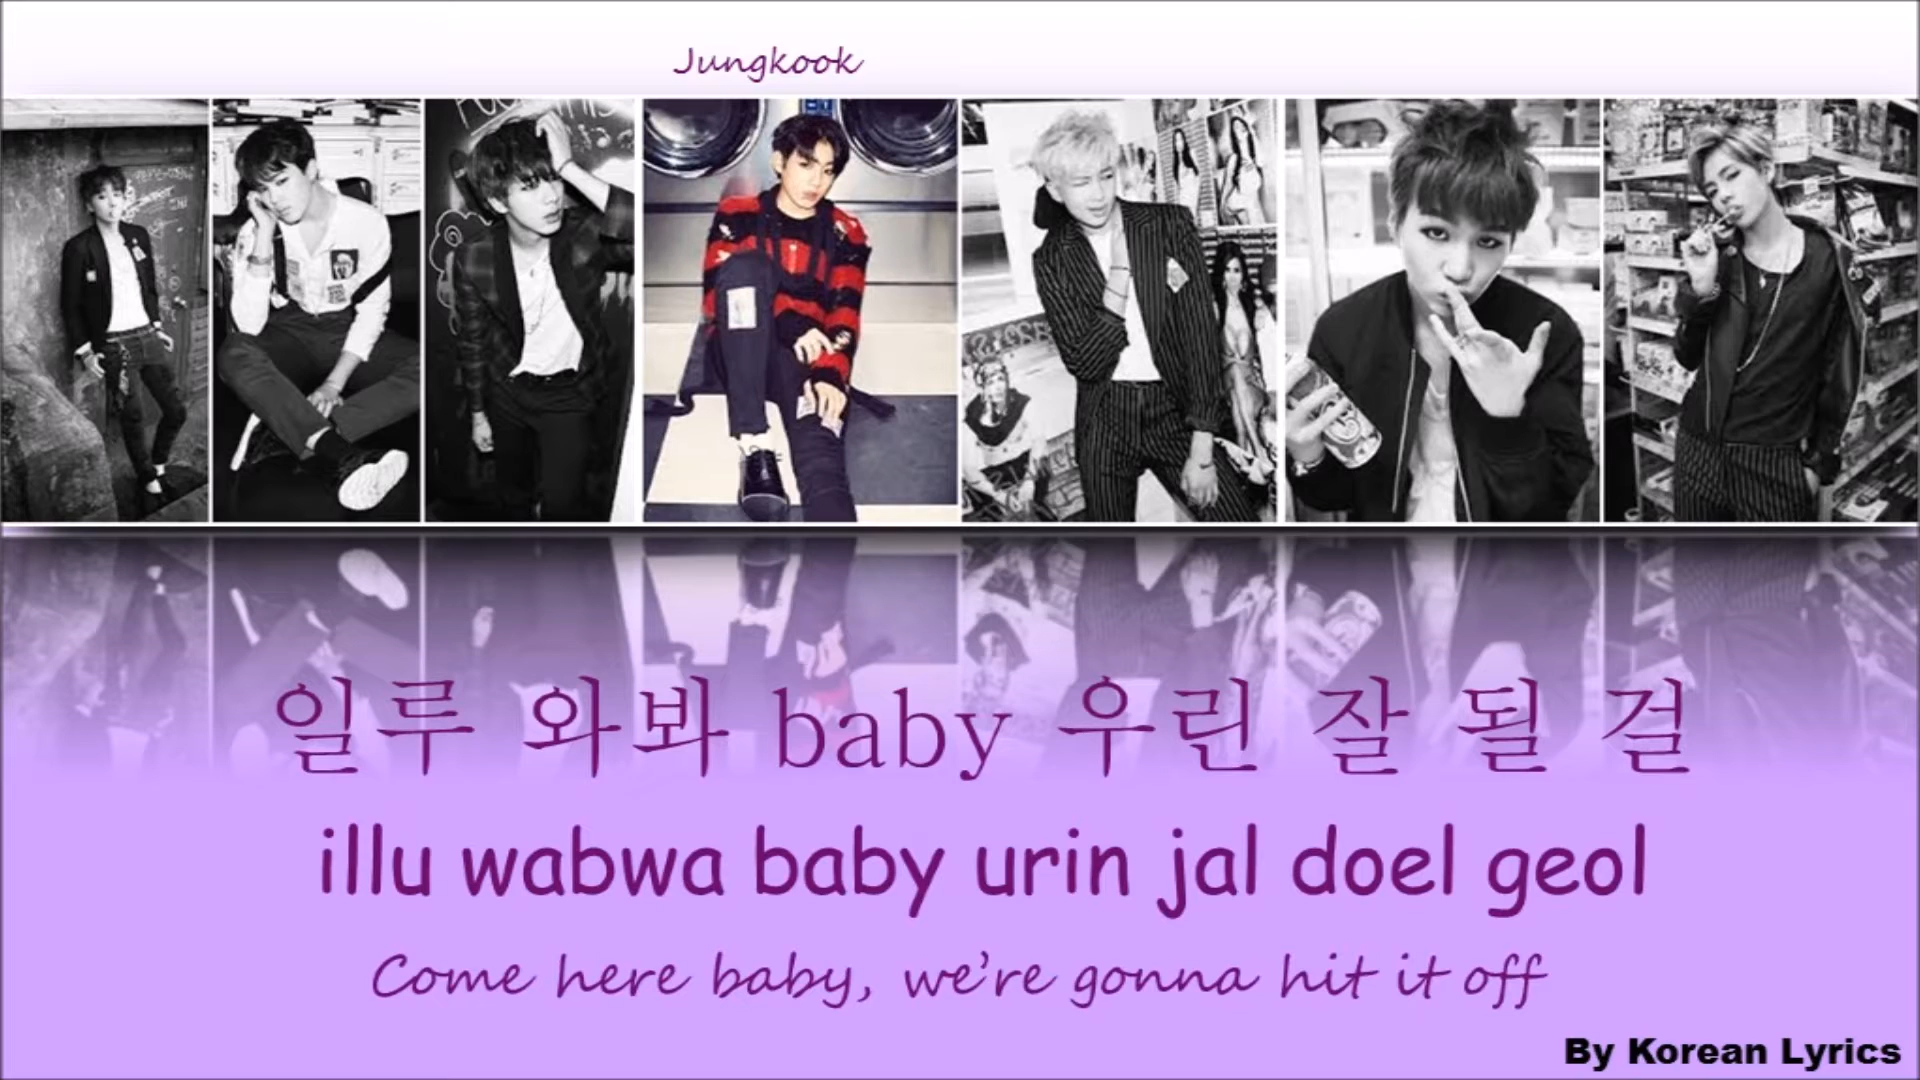 Jungkook
일루 와봐 baby 우린 잘 될 걸
illu wabwa baby urin jal doel geol
Come here baby, we're gonna hit it off
By Korean Lyrics